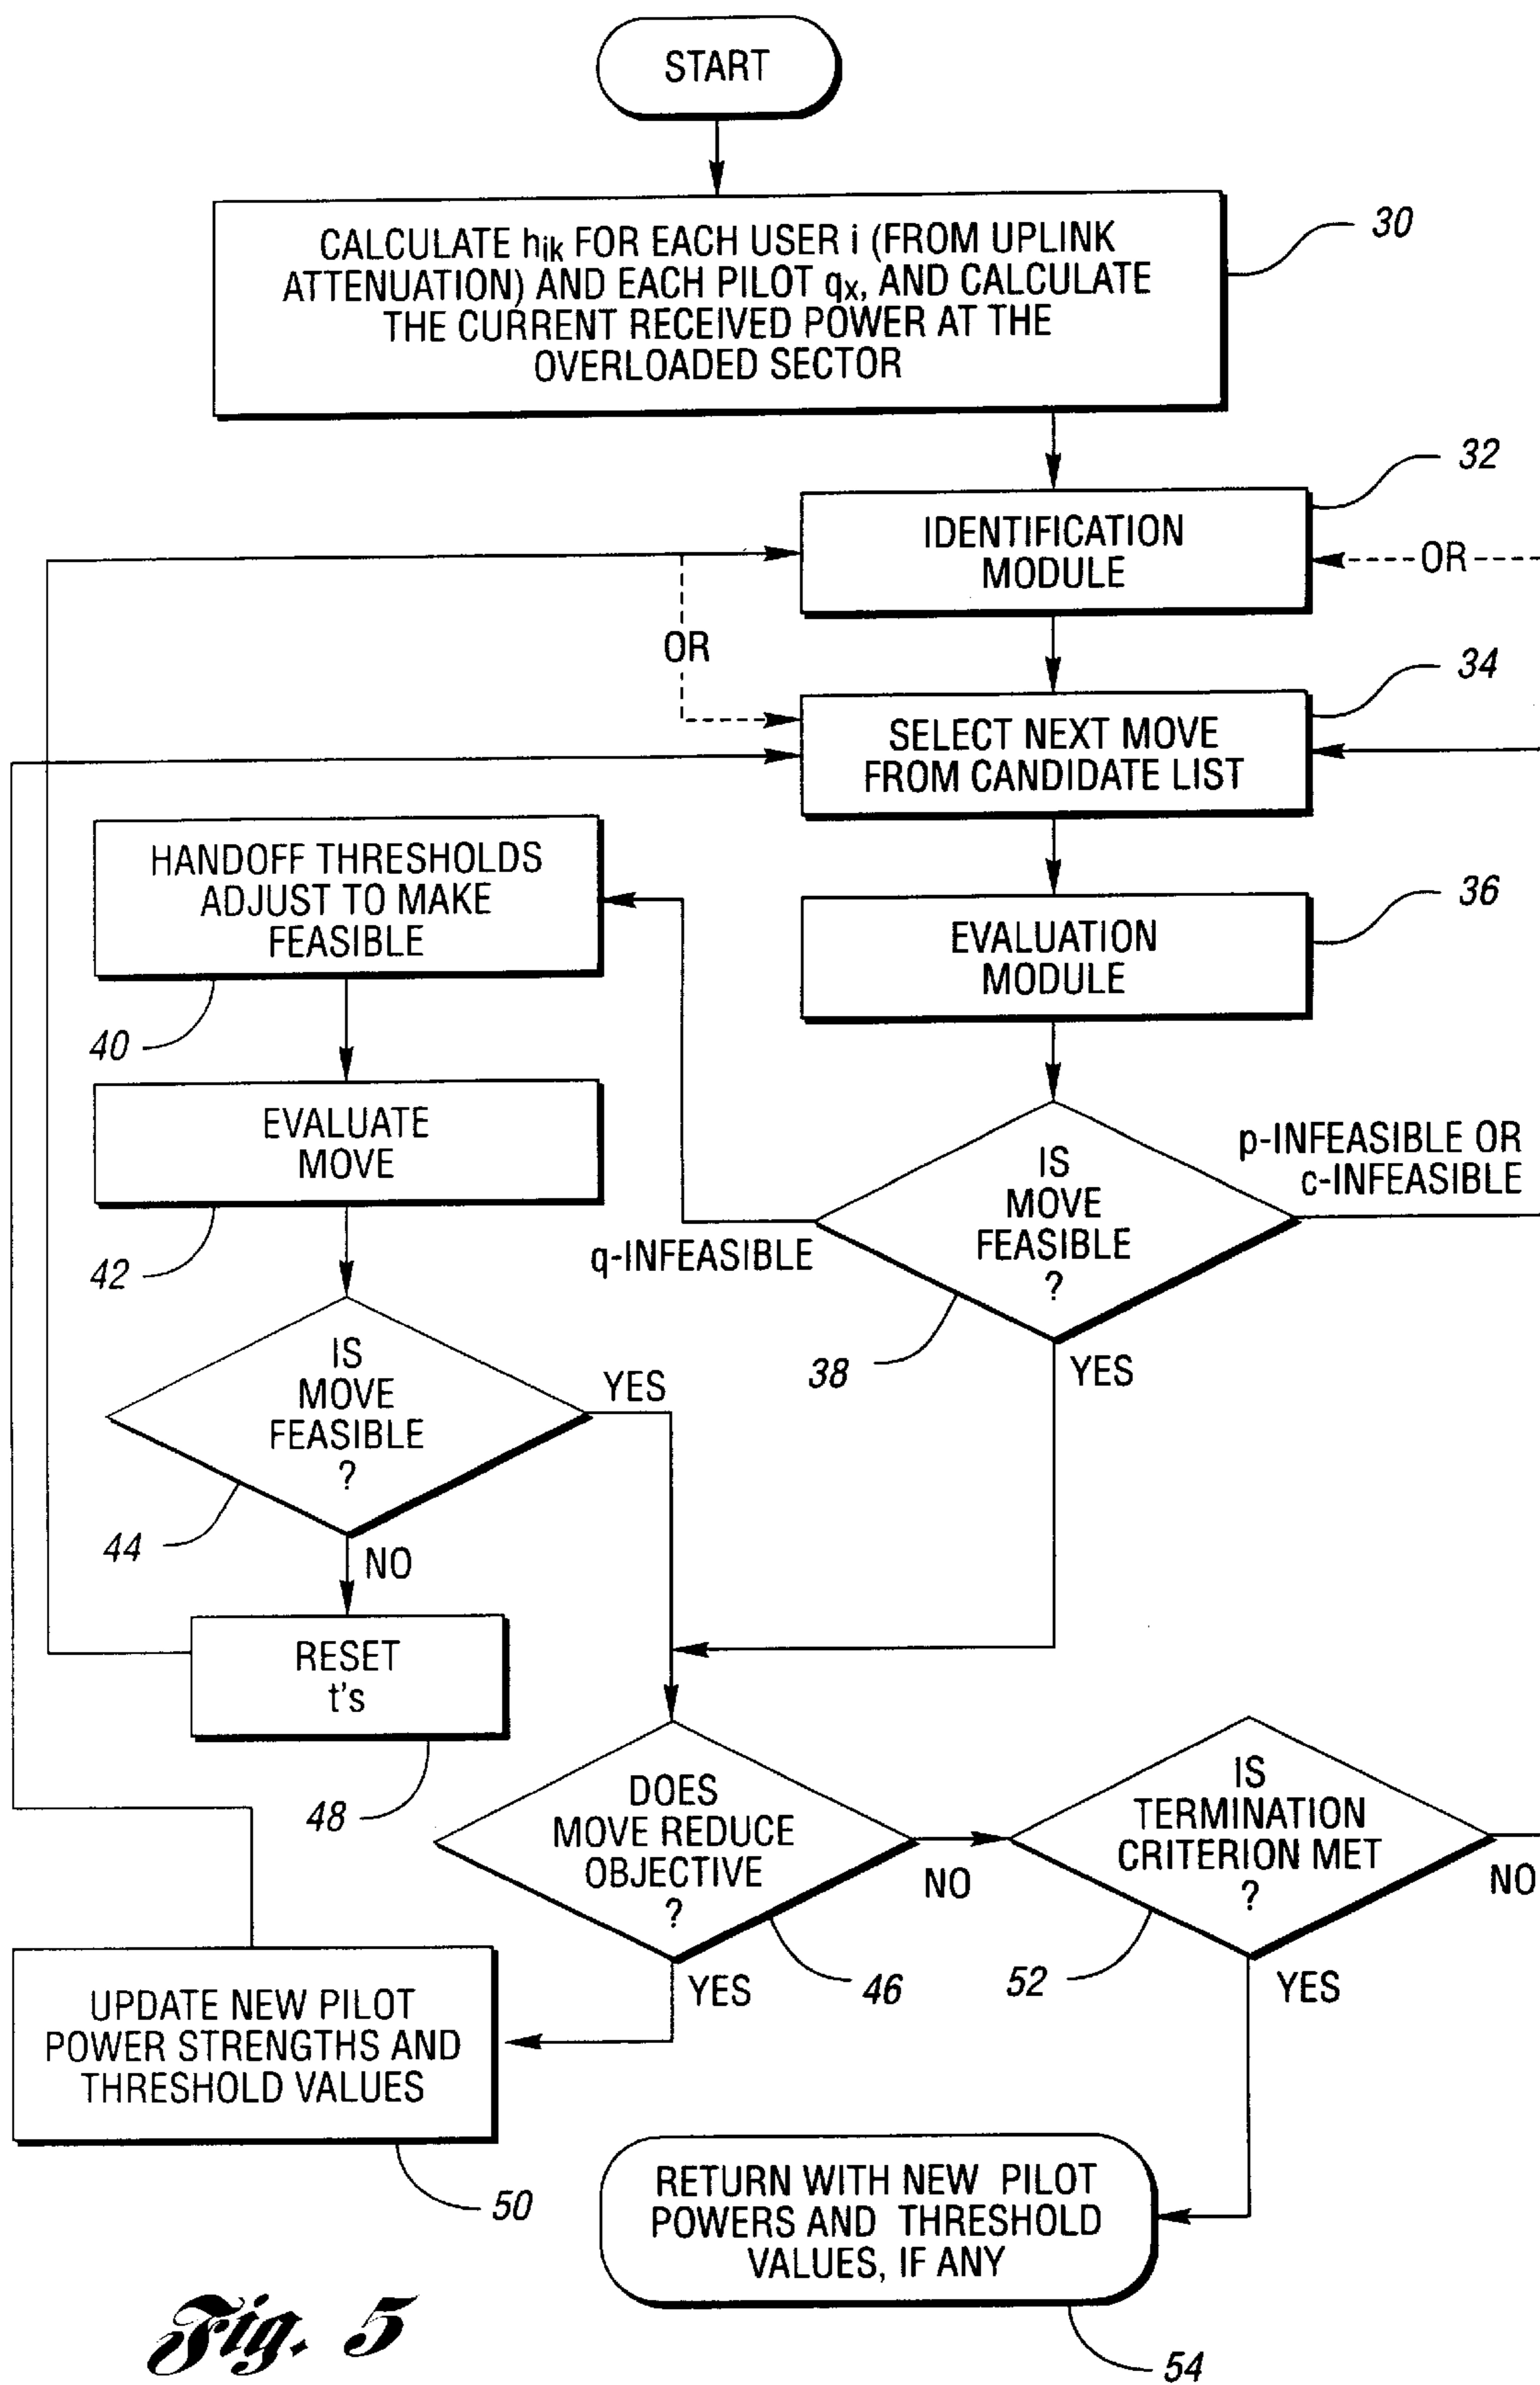 START
CALCULATE hik FOR EACH USER i (FROM UPLINK
ATTENUATION) AND EACH PILOT qx, AND CALCULATE
THE CURRENT RECEIVED POWER AT THE
OVERLOADED SECTOR
30
IDENTIFICATION
MODULE
32
OR
OR
SELECT NEXT MOVE
FROM CANDIDATE LIST
34
HANDOFF THRESHOLDS
ADJUST TO MAKE
FEASIBLE
40
EVALUATION
MODULE
36
EVALUATE
MOVE
42
IS
MOVE
FEASIBLE
?
38
p-INFEASIBLE OR
c-INFEASIBLE
q-INFEASIBLE
YES
IS
MOVE
FEASIBLE
?
44
YES
NO
RESET
t's
48
DOES
MOVE REDUCE
OBJECTIVE
?
46
NO
YES
IS
TERMINATION
CRITERION MET
?
52
NO
YES
UPDATE NEW PILOT
POWER STRENGTHS AND
THRESHOLD VALUES
50
RETURN WITH NEW PILOT
POWERS AND THRESHOLD
VALUES, IF ANY
54
Fig. 5